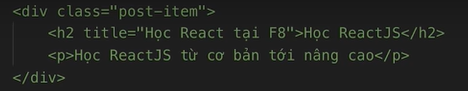 <div class="post-item">
    <h2 title="Học React tại F8">Học ReactJS</h2>
    <p>Học ReactJS từ cơ bản tới nâng cao</p>
</div>